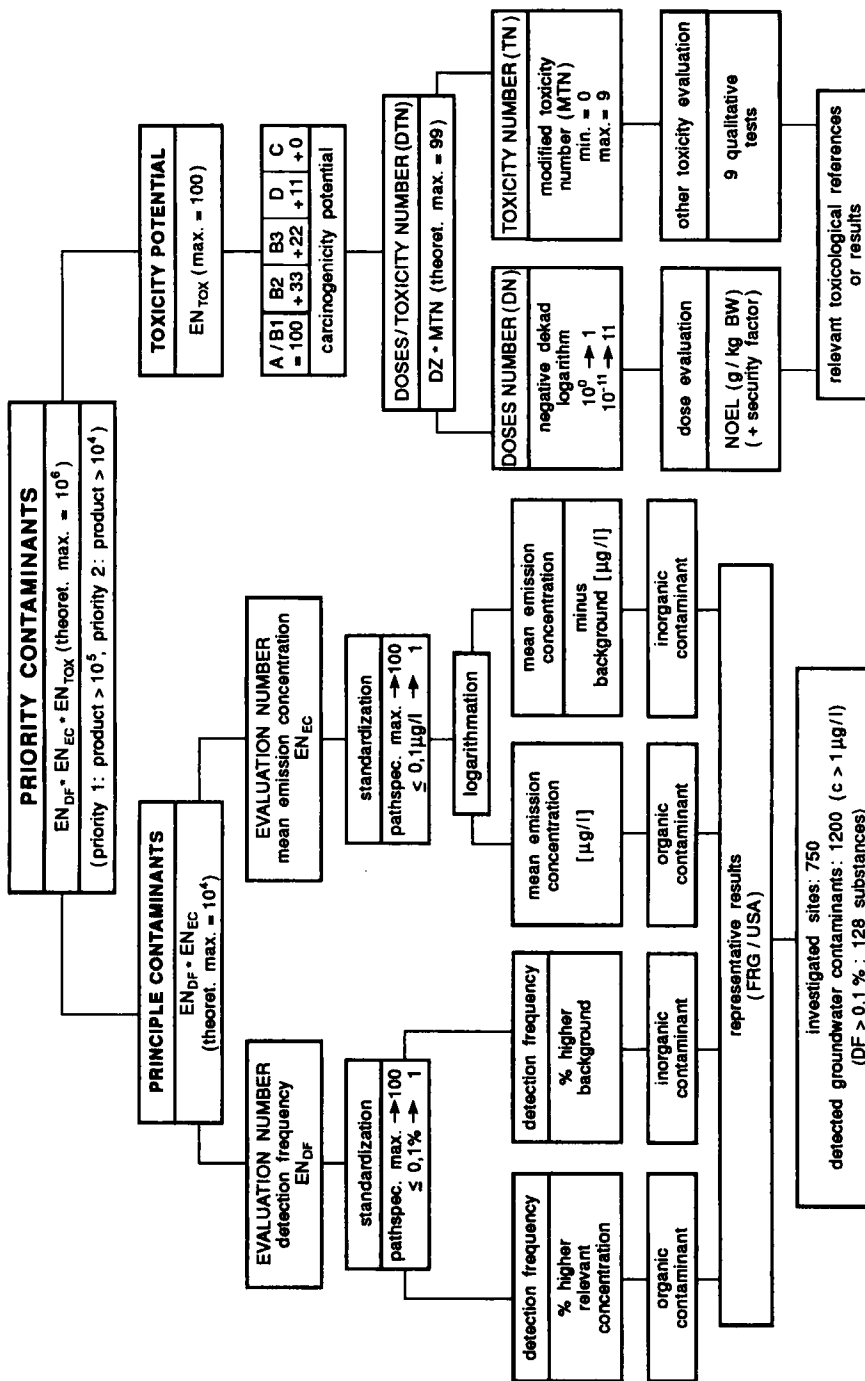 PRIORITY CONTAMINANTS
EN_DF * EN_EC * EN_TOX (theoret. max. = 10^6)
(priority 1: product > 10^5, priority 2: product > 10^4)
PRINCIPLE CONTAMINANTS
EN_DF * EN_EC
(theoret. max. = 10^4)
EVALUATION NUMBER
detection frequency
EN_DF
standardization
pathspec. max. → 100
≤ 0,1% → 1
detection frequency
% higher
relevant
concentration
organic
contaminant
detection frequency
% higher
background
inorganic
contaminant
EVALUATION NUMBER
mean emission concentration
EN_EC
standardization
pathspec. max. → 100
≤ 0,1µg/l → 1
logarithmation
mean emission
concentration
[µg/l]
organic
contaminant
mean emission
concentration
minus
background [µg/l]
inorganic
contaminant
representative results
(FRG / USA)
investigated sites: 750
detected groundwater contaminants: 1200 (c > 1µg/l)
(DF > 0.1% : 128 substances)
TOXICITY POTENTIAL
EN_TOX (max. = 100)
A / B1 B2 B3 D C
= 100 +33 +22 +11 +0
carcinogenicity potential
DOSES/TOXICITY NUMBER (DTN)
DZ * MTN (theoret. max. = 99)
DOSES NUMBER (DN)
negative dekad
logarithm
10^0 → 1
10^-11 → 11
dose evaluation
NOEL (g / kg BW)
( + security factor)
TOXICITY NUMBER (TN)
modified toxicity
number (MTN)
min. = 0
max. = 9
other toxicity evaluation
9 qualitative
tests
relevant toxicological references
or results